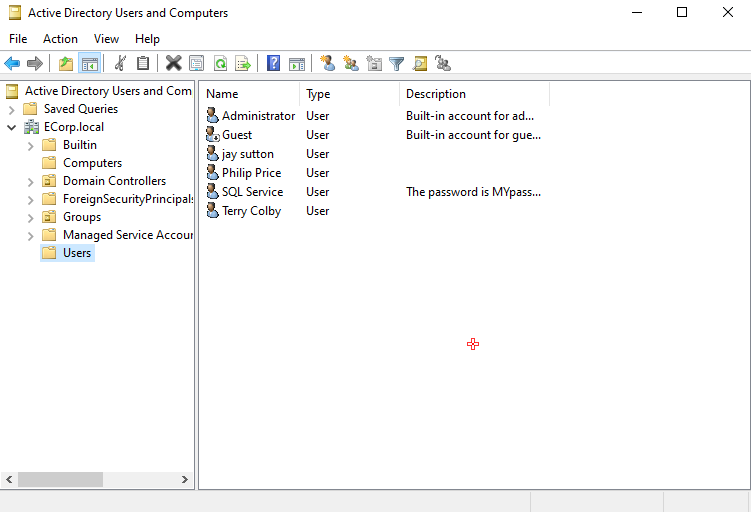 Active Directory Users and Computers
File Action View Help
Active Directory Users and Com
Saved Queries
ECorp.local
Builtin
Computers
Domain Controllers
ForeignSecurityPrincipals
Groups
Managed Service Accour
Users
Name Type Description
Administrator User Built-in account for ad...
Guest User Built-in account for gue...
jay sutton User
Philip Price User
SQL Service User The password is MYpass...
Terry Colby User